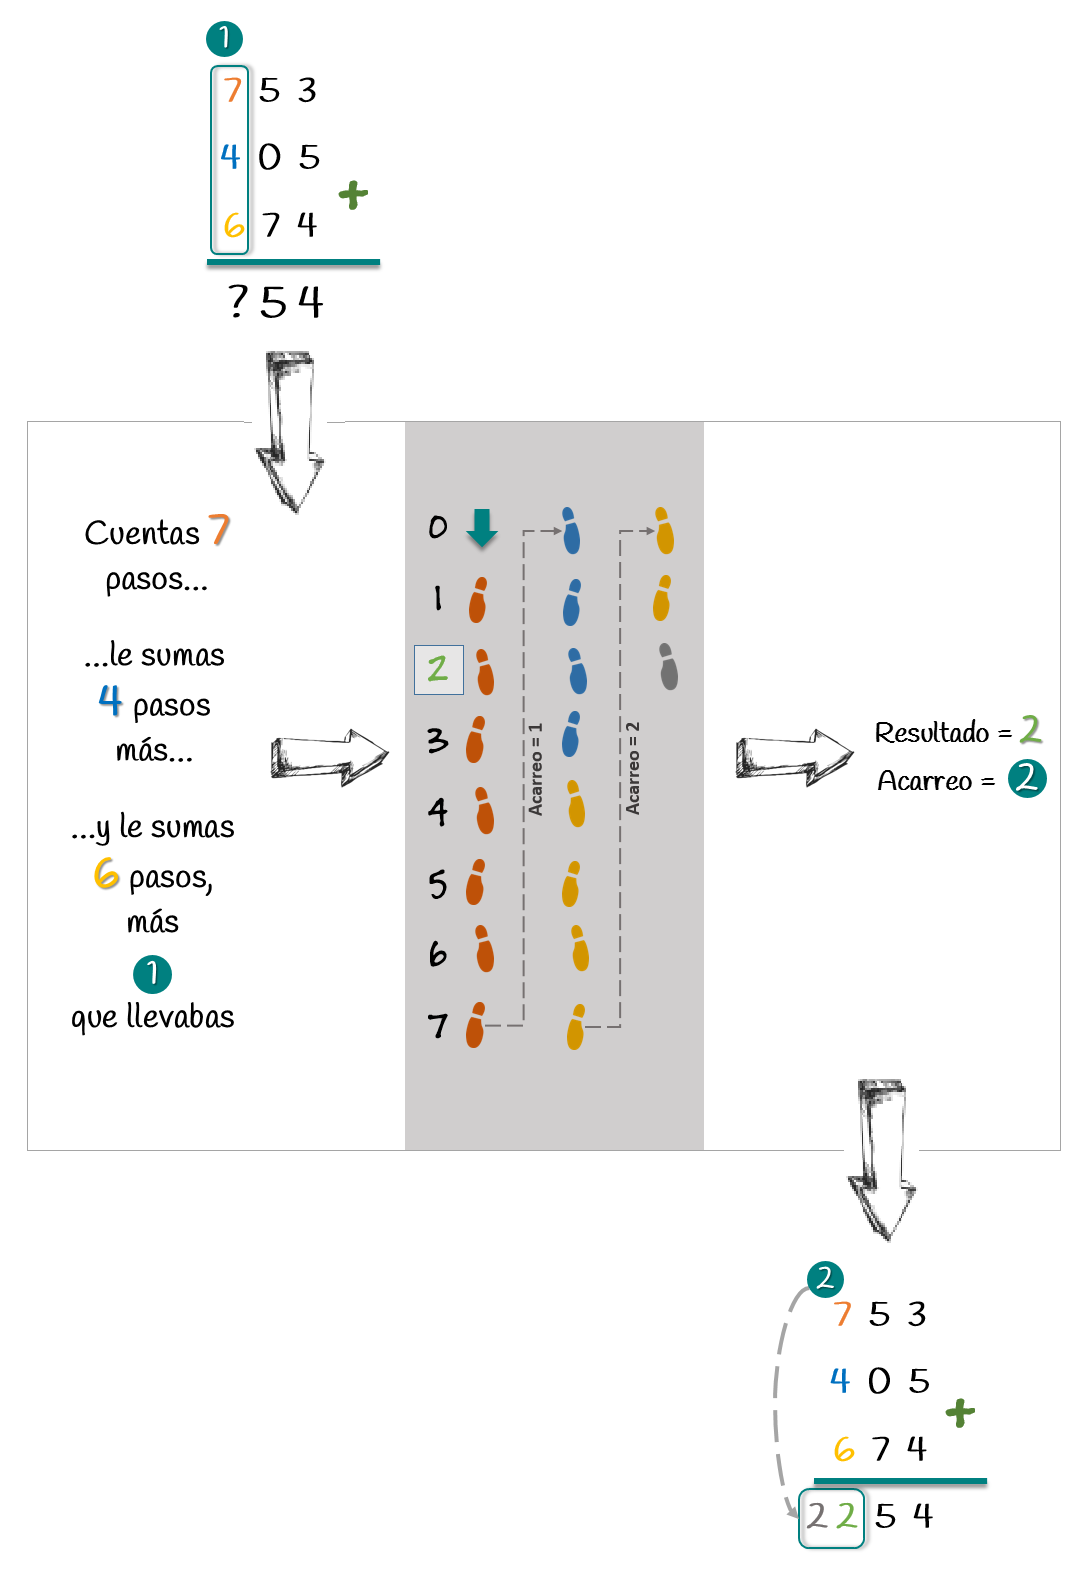 1
7 5 3
4 0 5
+
6 7 4
? 5 4
Cuentas 7
pasos...
...le sumas
4 pasos
más...
...y le sumas
6 pasos,
más
1
que llevabas
0
1
2
3
4
5
6
7
Acarreo = 1
Acarreo = 2
Resultado = 2
Acarreo = 2
2
7 5 3
4 0 5
+
6 7 4
2 2 5 4